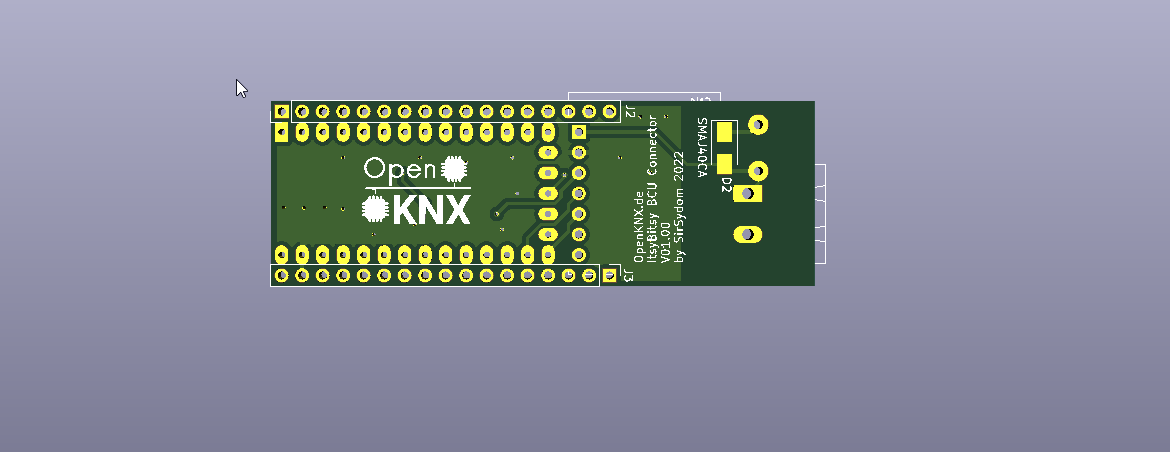 J2
Open
KNX
OpenKNX.de
ItsyBitsy BCU Connector
V01.00
by SirSydom 2022
SMAJ40CA
D2
J3